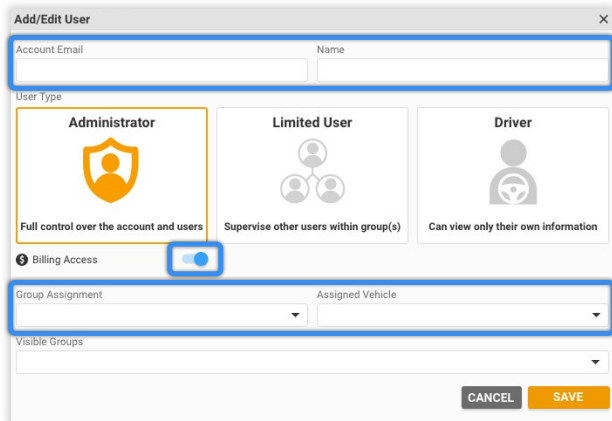 Add/Edit User
Account Email
Name
User Type
Administrator
Limited User
Driver
Full control over the account and users
Supervise other users within group(s)
Can view only their own information
$ Billing Access
Group Assignment
Assigned Vehicle
Visible Groups
CANCEL
SAVE